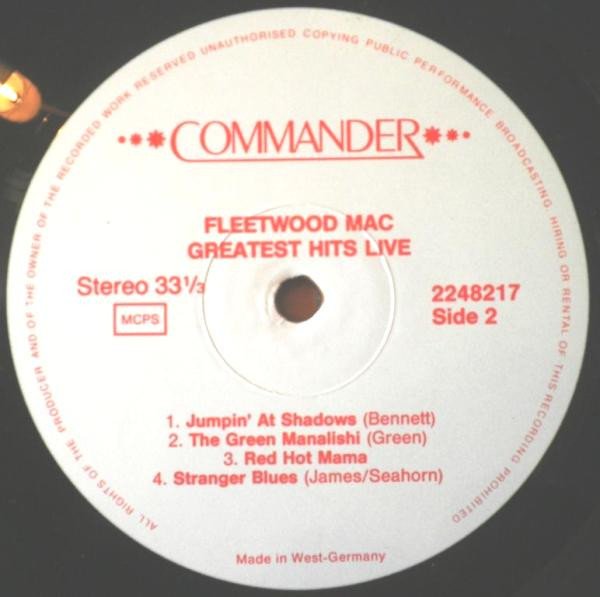 ALL RIGHTS OF THE PRODUCER AND OF THE OWNER OF THE RECORDED WORK RESERVED UNAUTHORISED COPYING PUBLIC PERFORMANCE BROADCASTING, HIRING OR RENTAL OF THIS RECORDING PROHIBITED
COMMANDER
FLEETWOOD MAC
GREATEST HITS LIVE
Stereo 33⅓
MCPS
2248217
Side 2
1. Jumpin' At Shadows (Bennett)
2. The Green Manalishi (Green)
3. Red Hot Mama
4. Stranger Blues (James/Seahorn)
Made in West-Germany